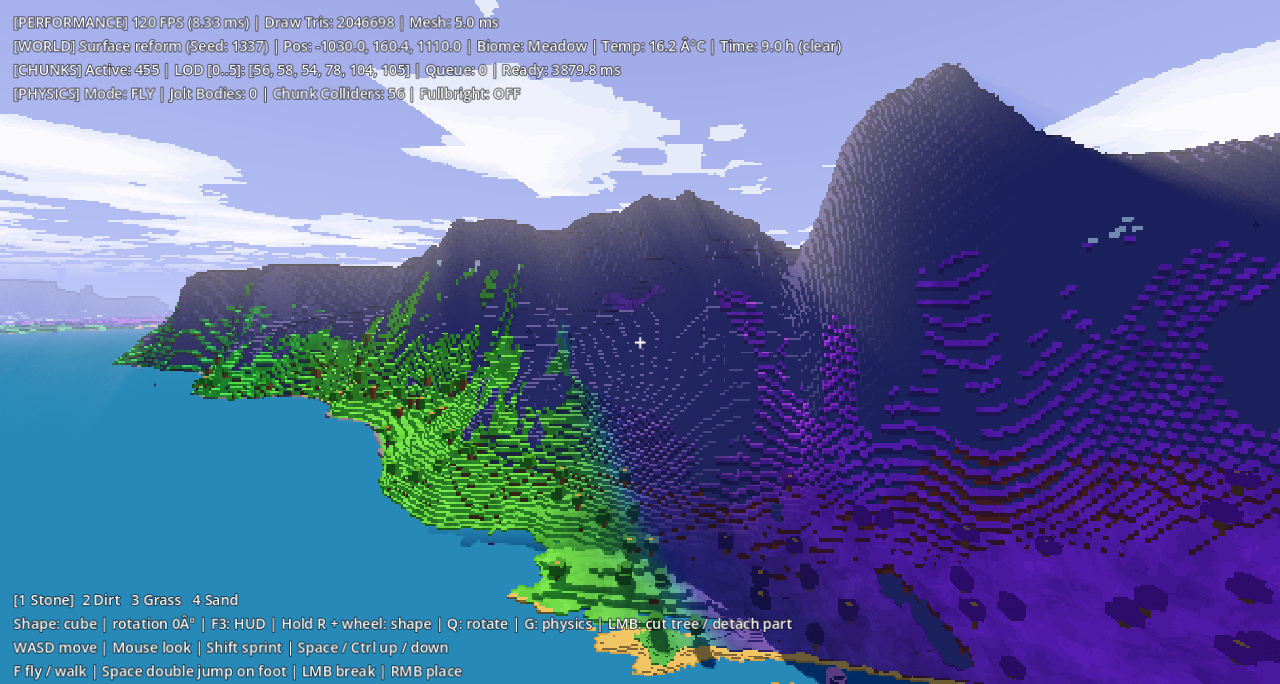 [PERFORMANCE] 120 FPS (8.33 ms) | Draw Tris: 2046698 | Mesh: 5.0 ms
[WORLD] Surface reform (Seed: 1337) | Pos: -1030.0, 160.4, 1110.0 | Biome: Meadow | Temp: 16.2 Â°C | Time: 9.0 h (clear)
[CHUNKS] Active: 455 | LOD [0..5]: [56, 58, 54, 78, 104, 105] | Queue: 0 | Ready: 3879.8 ms
[PHYSICS] Mode: FLY | Jolt Bodies: 0 | Chunk Colliders: 56 | Fullbright: OFF
[1 Stone] 2 Dirt 3 Grass 4 Sand
Shape: cube | rotation 0Â° | F3: HUD | Hold R + wheel: shape | Q: rotate | G: physics | LMB: cut tree / detach part
WASD move | Mouse look | Shift sprint | Space / Ctrl up / down
F fly / walk | Space double jump on foot | LMB break | RMB place